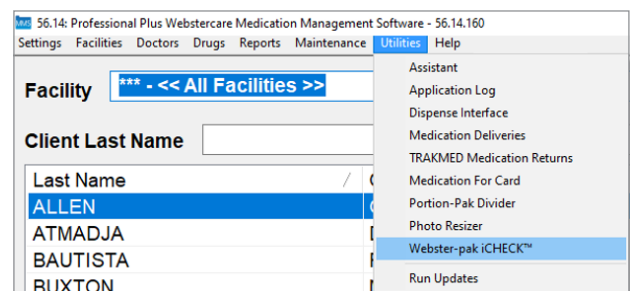 MMS 56.14: Professional Plus Webstercare Medication Management Software - 56.14.160
Settings Facilities Doctors Drugs Reports Maintenance Utilities Help
Facility *** - << All Facilities >>
Client Last Name
Last Name
ALLEN
ATMADJA
BAUTISTA
BUXTON
Assistant
Application Log
Dispense Interface
Medication Deliveries
TRAKMED Medication Returns
Medication For Card
Portion-Pak Divider
Photo Resizer
Webster-pak iCHECK™
Run Updates